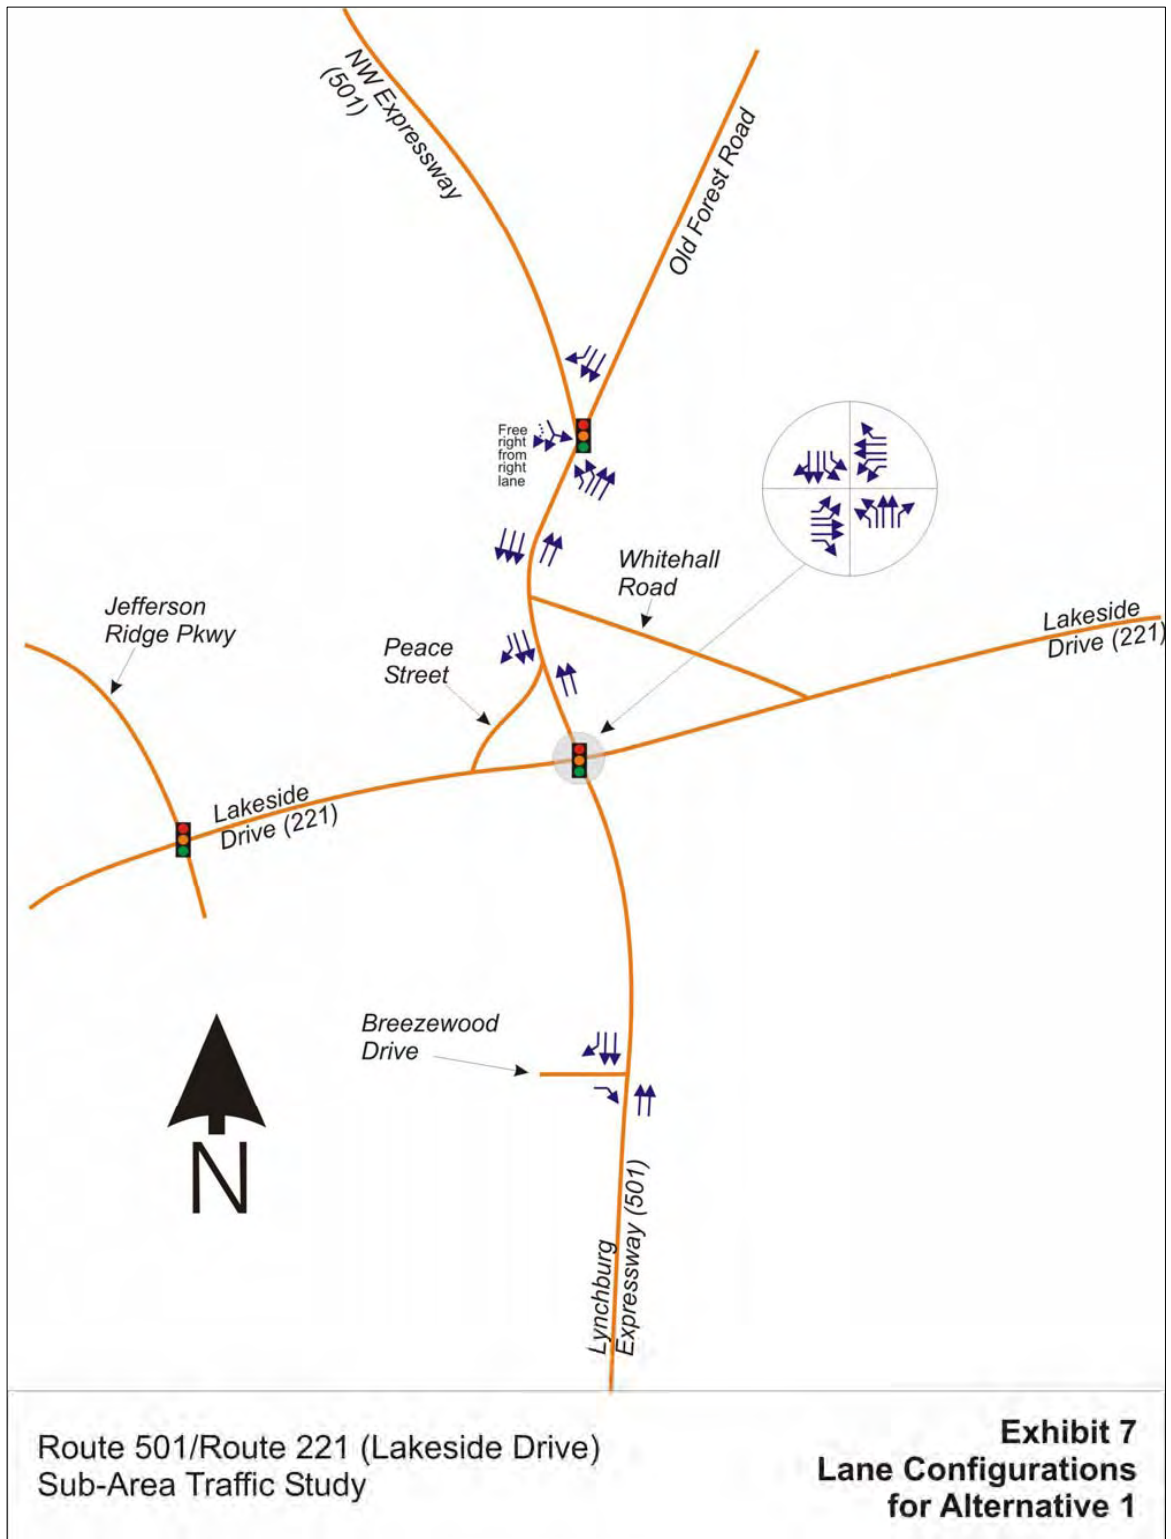 NW Expressway
(501)
Old Forest Road
Free
right
from
right
lane
Whitehall
Road
Jefferson
Ridge Pkwy
Peace
Street
Lakeside
Drive (221)
Lakeside
Drive (221)
Breezewood
Drive
N
Lynchburg
Expressway (501)
Route 501/Route 221 (Lakeside Drive)
Sub-Area Traffic Study
Exhibit 7
Lane Configurations
for Alternative 1